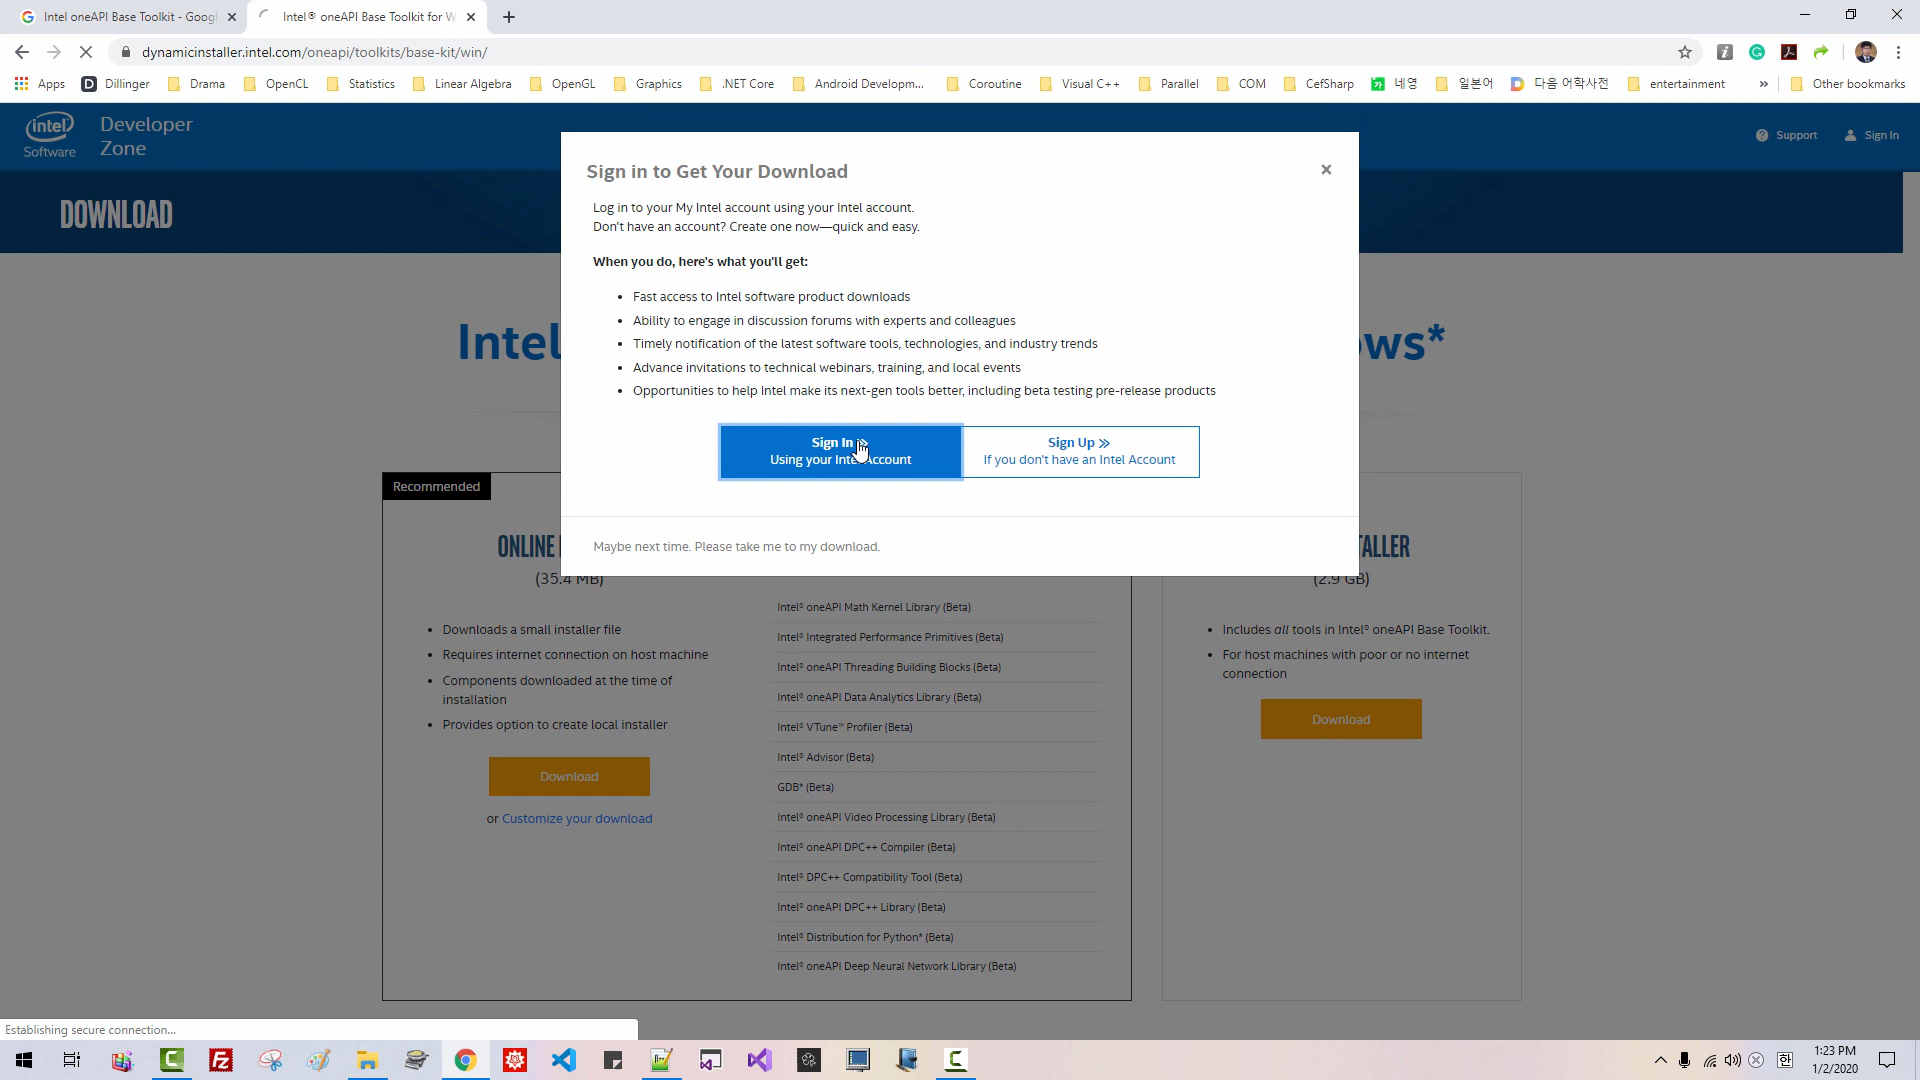 Intel oneAPI Base Toolkit - Googl
Intel® oneAPI Base Toolkit for W
dynamicinstaller.intel.com/oneapi/toolkits/base-kit/win/
Apps
Dillinger
Drama
OpenCL
Statistics
Linear Algebra
OpenGL
Graphics
.NET Core
Android Developm...
Coroutine
Visual C++
Parallel
COM
CefSharp
네영
일본어
다음 어학사전
entertainment
»
Other bookmarks
intel
Software
Developer
Zone
Support
Sign In
DOWNLOAD
Intel
ows*
Sign in to Get Your Download
Log in to your My Intel account using your Intel account.
Don't have an account? Create one now—quick and easy.
When you do, here's what you'll get:
• Fast access to Intel software product downloads
• Ability to engage in discussion forums with experts and colleagues
• Timely notification of the latest software tools, technologies, and industry trends
• Advance invitations to technical webinars, training, and local events
• Opportunities to help Intel make its next-gen tools better, including beta testing pre-release products
Sign In »
Using your Intel Account
Sign Up »
If you don't have an Intel Account
Maybe next time. Please take me to my download.
Recommended
ONLINE
(35.4 MB)
• Downloads a small installer file
• Requires internet connection on host machine
• Components downloaded at the time of
installation
• Provides option to create local installer
Download
or Customize your download
Intel® oneAPI Math Kernel Library (Beta)
Intel® Integrated Performance Primitives (Beta)
Intel® oneAPI Threading Building Blocks (Beta)
Intel® oneAPI Data Analytics Library (Beta)
Intel® VTune™ Profiler (Beta)
Intel® Advisor (Beta)
GDB* (Beta)
Intel® oneAPI Video Processing Library (Beta)
Intel® oneAPI DPC++ Compiler (Beta)
Intel® DPC++ Compatibility Tool (Beta)
Intel® oneAPI DPC++ Library (Beta)
Intel® Distribution for Python* (Beta)
Intel® oneAPI Deep Neural Network Library (Beta)
ALLER
(2.9 GB)
• Includes all tools in Intel® oneAPI Base Toolkit.
• For host machines with poor or no internet
connection
Download
Establishing secure connection...
한
1:23 PM
1/2/2020